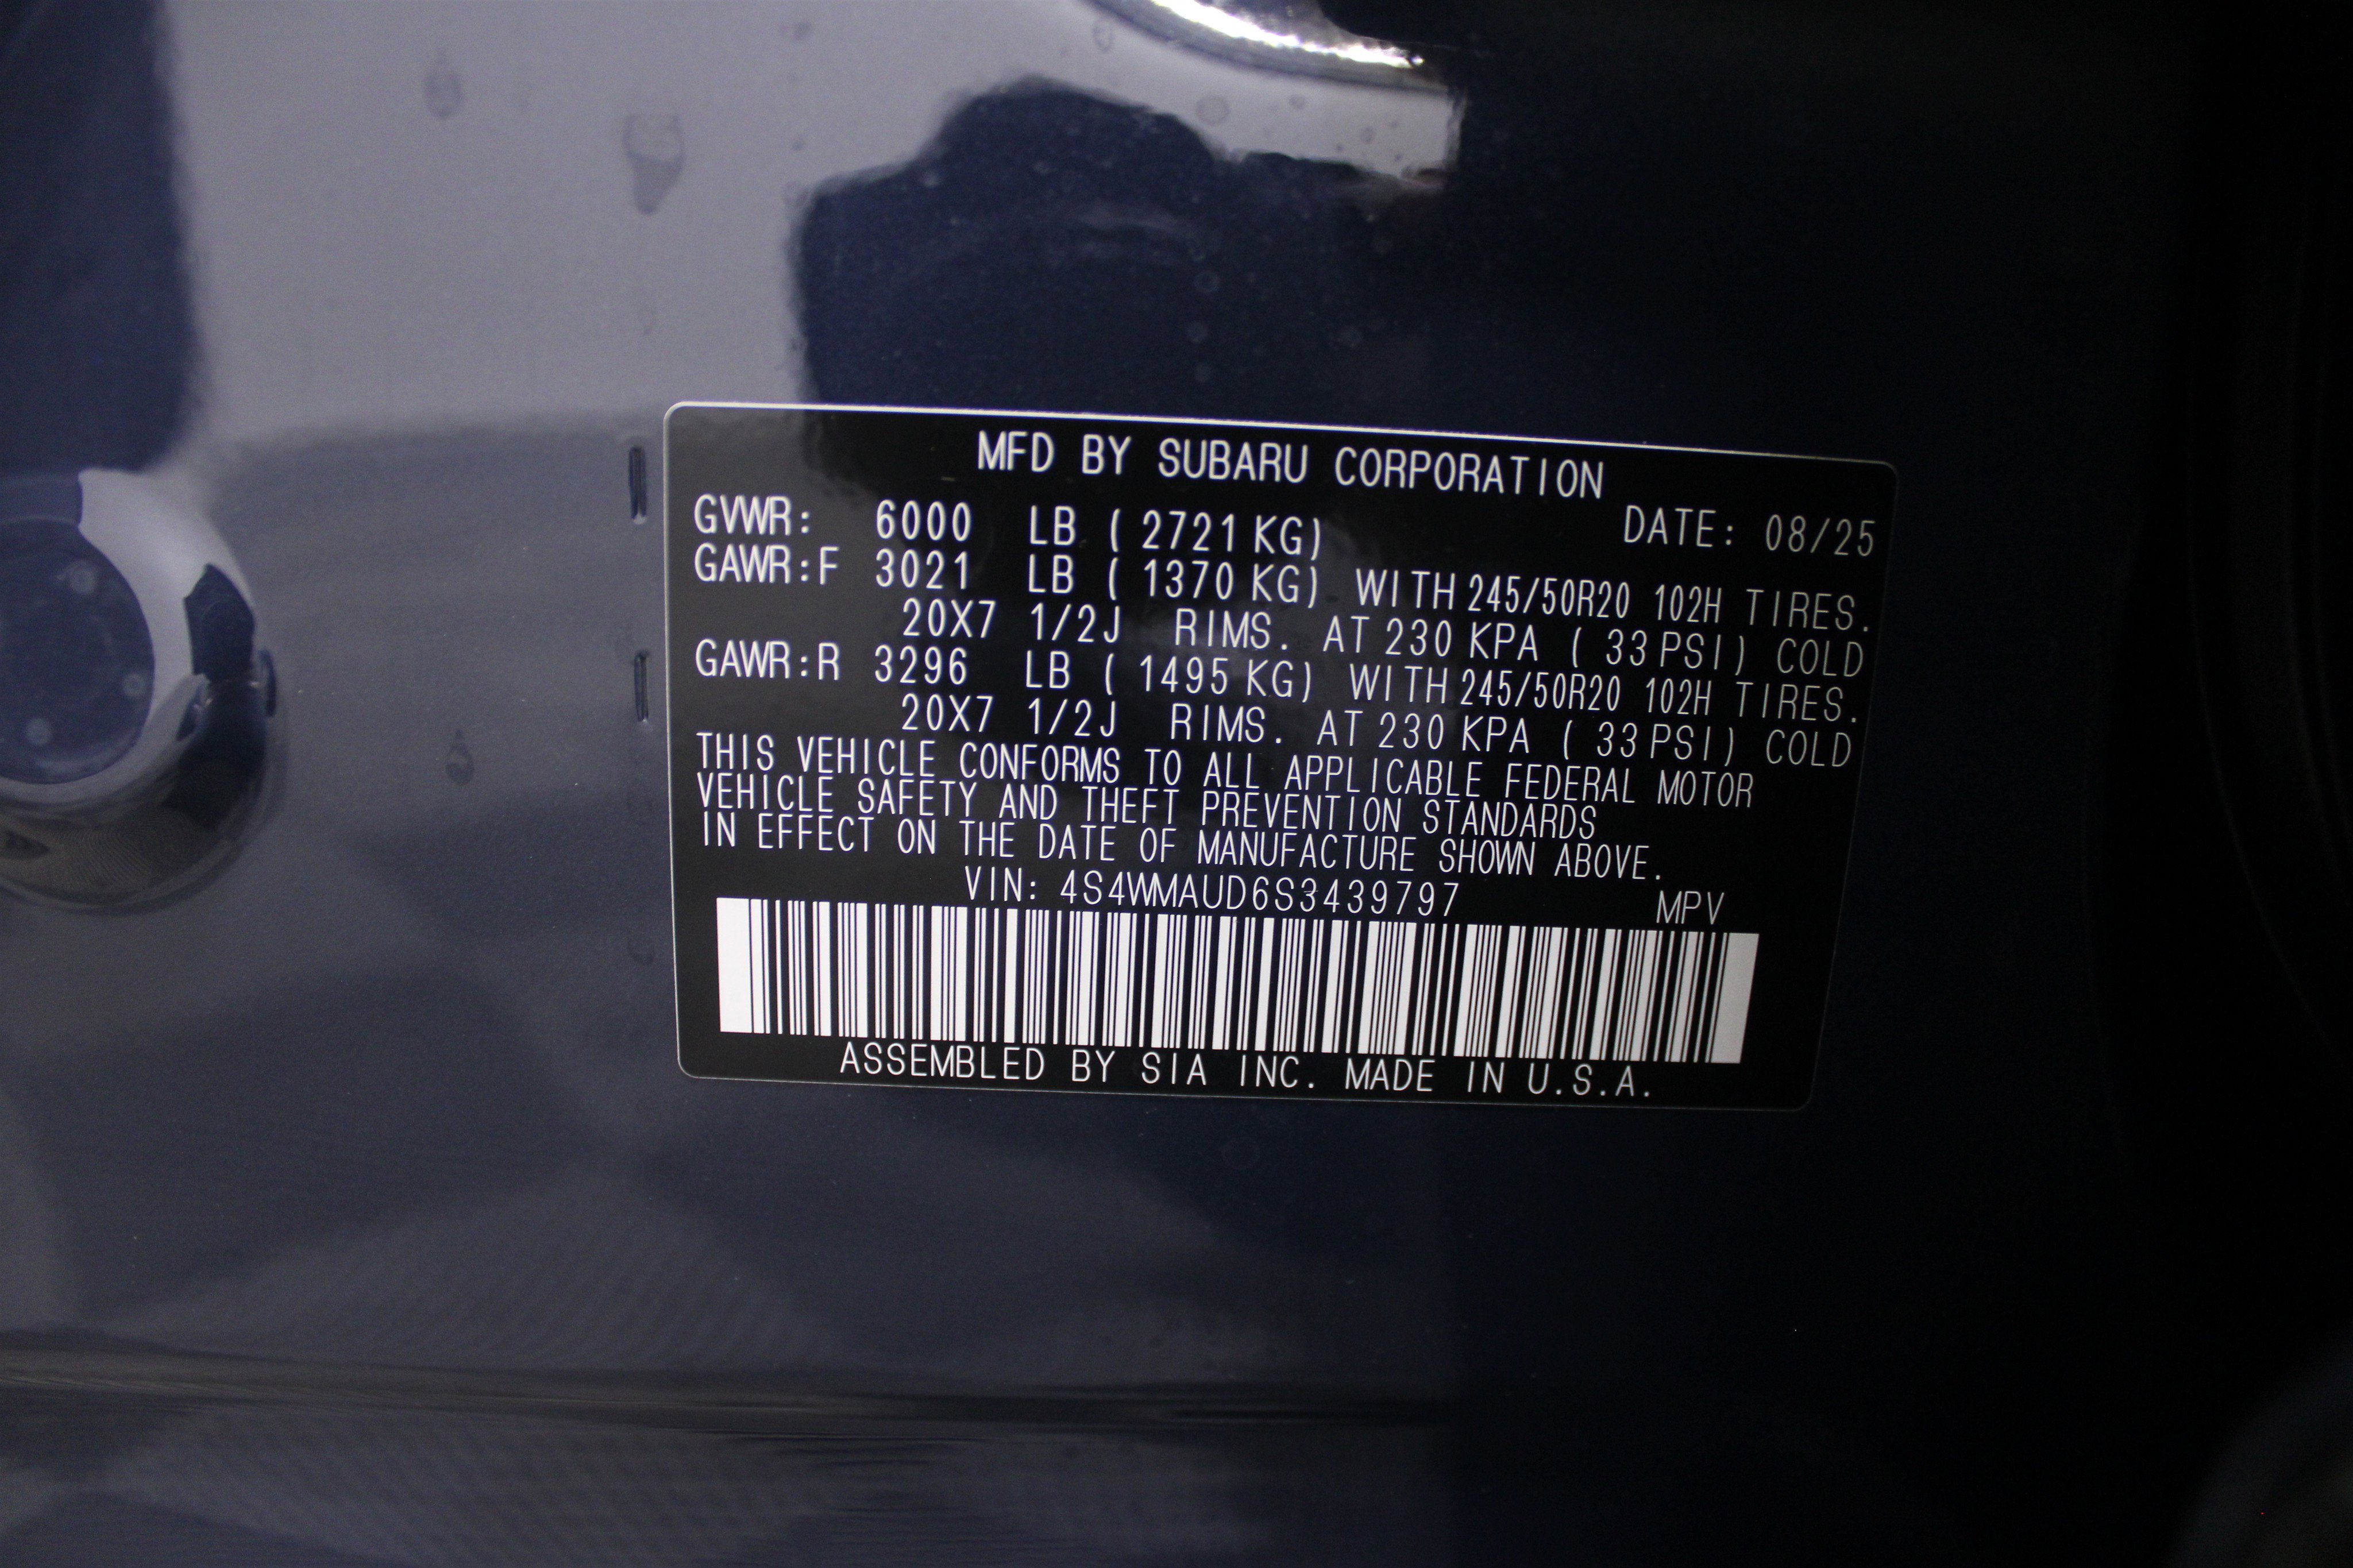 MFD BY SUBARU CORPORATION
GVWR: 6000 LB ( 2721 KG) DATE: 08/25
GAWR:F 3021 LB ( 1370 KG) WITH 245/50R20 102H TIRES.
20X7 1/2J RIMS. AT 230 KPA ( 33 PSI) COLD
GAWR:R 3296 LB ( 1495 KG) WITH 245/50R20 102H TIRES.
20X7 1/2J RIMS. AT 230 KPA ( 33 PSI) COLD
THIS VEHICLE CONFORMS TO ALL APPLICABLE FEDERAL MOTOR
VEHICLE SAFETY AND THEFT PREVENTION STANDARDS
IN EFFECT ON THE DATE OF MANUFACTURE SHOWN ABOVE.
VIN: 4S4WMAUD6S3439797 MPV
ASSEMBLED BY SIA INC. MADE IN U.S.A.